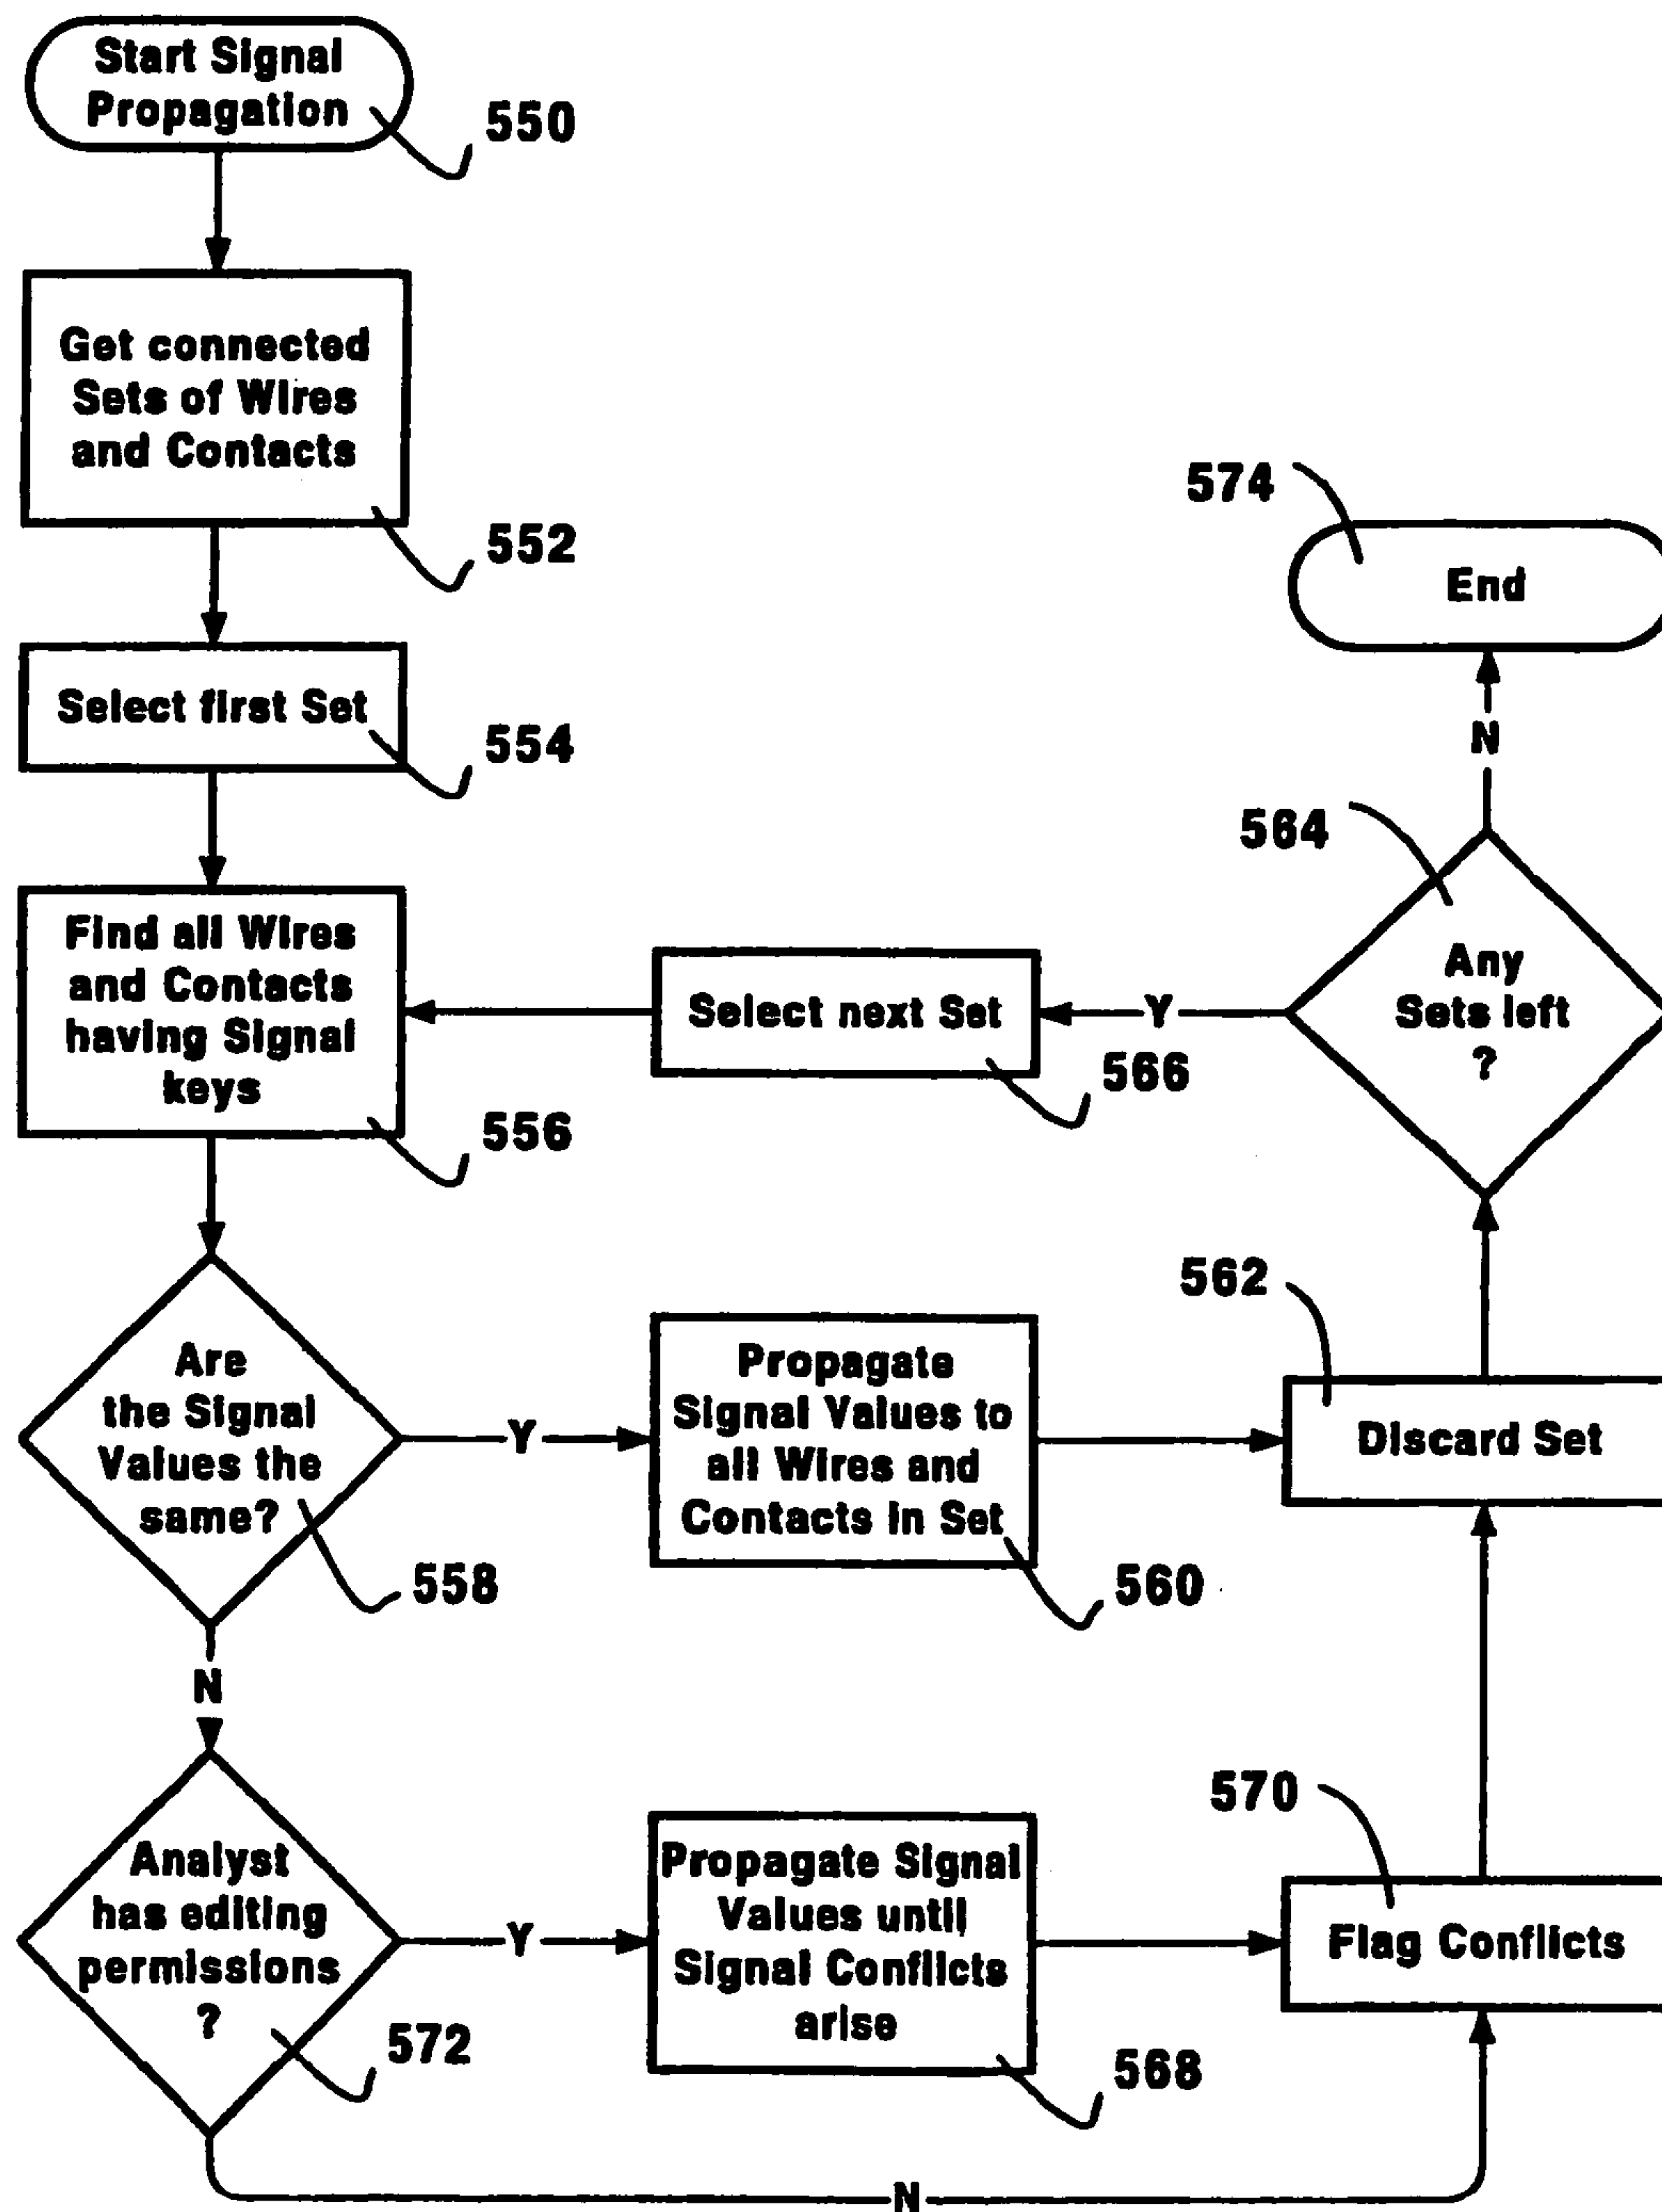 Start Signal
Propagation
550
Get connected
Sets of Wires
and Contacts
552
Select first Set
554
Find all Wires
and Contacts
having Signal
keys
556
Are
the Signal
Values the
same?
558
Y
Propagate
Signal Values to
all Wires and
Contacts in Set
560
N
Analyst
has editing
permissions
?
572
Y
Propagate Signal
Values until
Signal Conflicts
arise
568
N
Flag Conflicts
570
Discard Set
562
Any
Sets left
?
564
Y
Select next Set
566
N
End
574